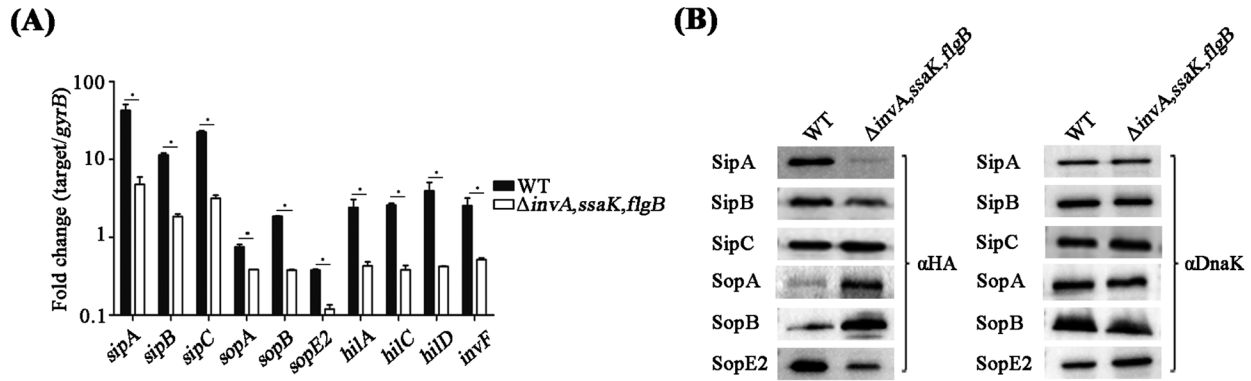 (A)
Fold change (target/gyrB)
100
10
1
0.1
sipA
sipB
sipC
sopA
sopB
sopE2
hilA
hilC
hilD
invF
* * * * * * * * * *
WT
ΔinvA,ssaK,flgB
(B)
WT
ΔinvA,ssaK,flgB
SipA
SipB
SipC
SopA
SopB
SopE2
αHA
WT
ΔinvA,ssaK,flgB
SipA
SipB
SipC
SopA
SopB
SopE2
αDnaK